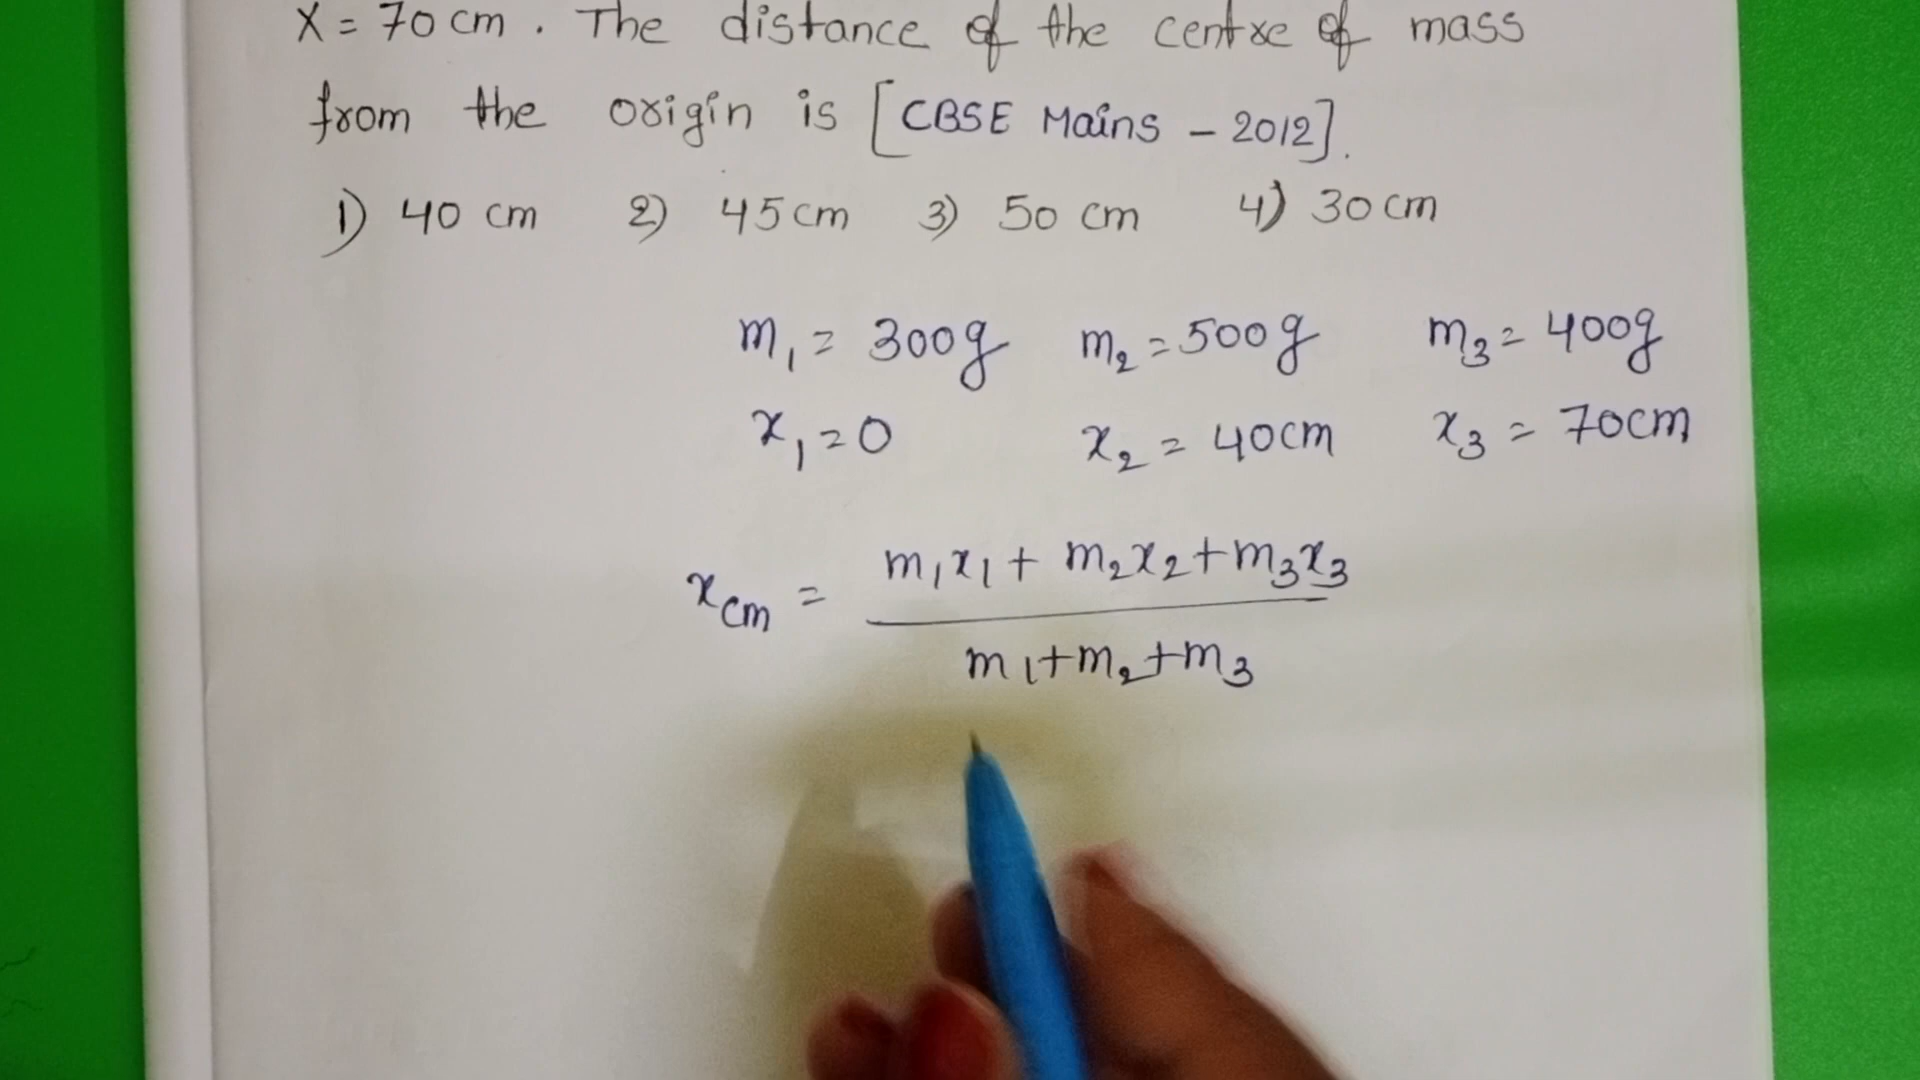 X = 70 cm. The distance of the centre of mass
from the origin is [CBSE Mains - 2012].
1) 40 cm 2) 45 cm 3) 50 cm 4) 30 cm
m₁ = 300g m₂ = 500g m₃ = 400g
x₁ = 0 x₂ = 40cm x₃ = 70cm
xcm = m₁x₁ + m₂x₂ + m₃x₃
m₁ + m₂ + m₃